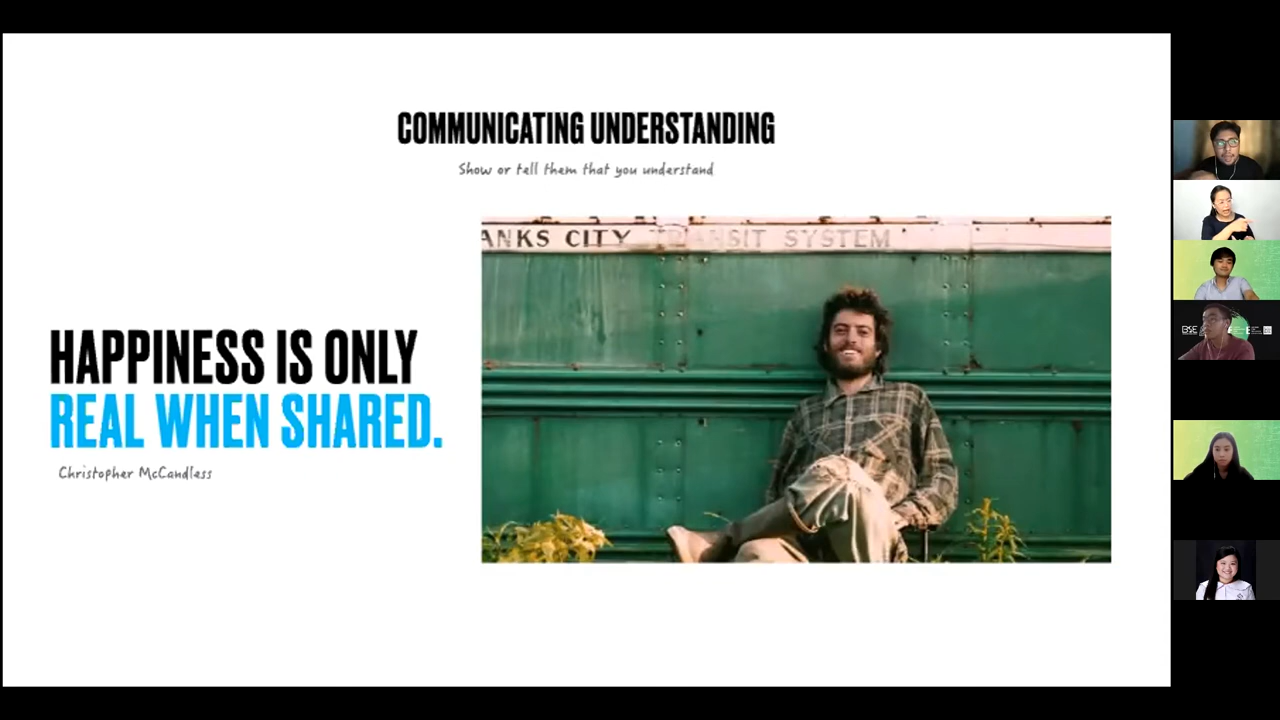 COMMUNICATING UNDERSTANDING
Show or tell them that you understand
ANKS CITY TRANSIT SYSTEM
HAPPINESS IS ONLY
REAL WHEN SHARED.
Christopher McCandless